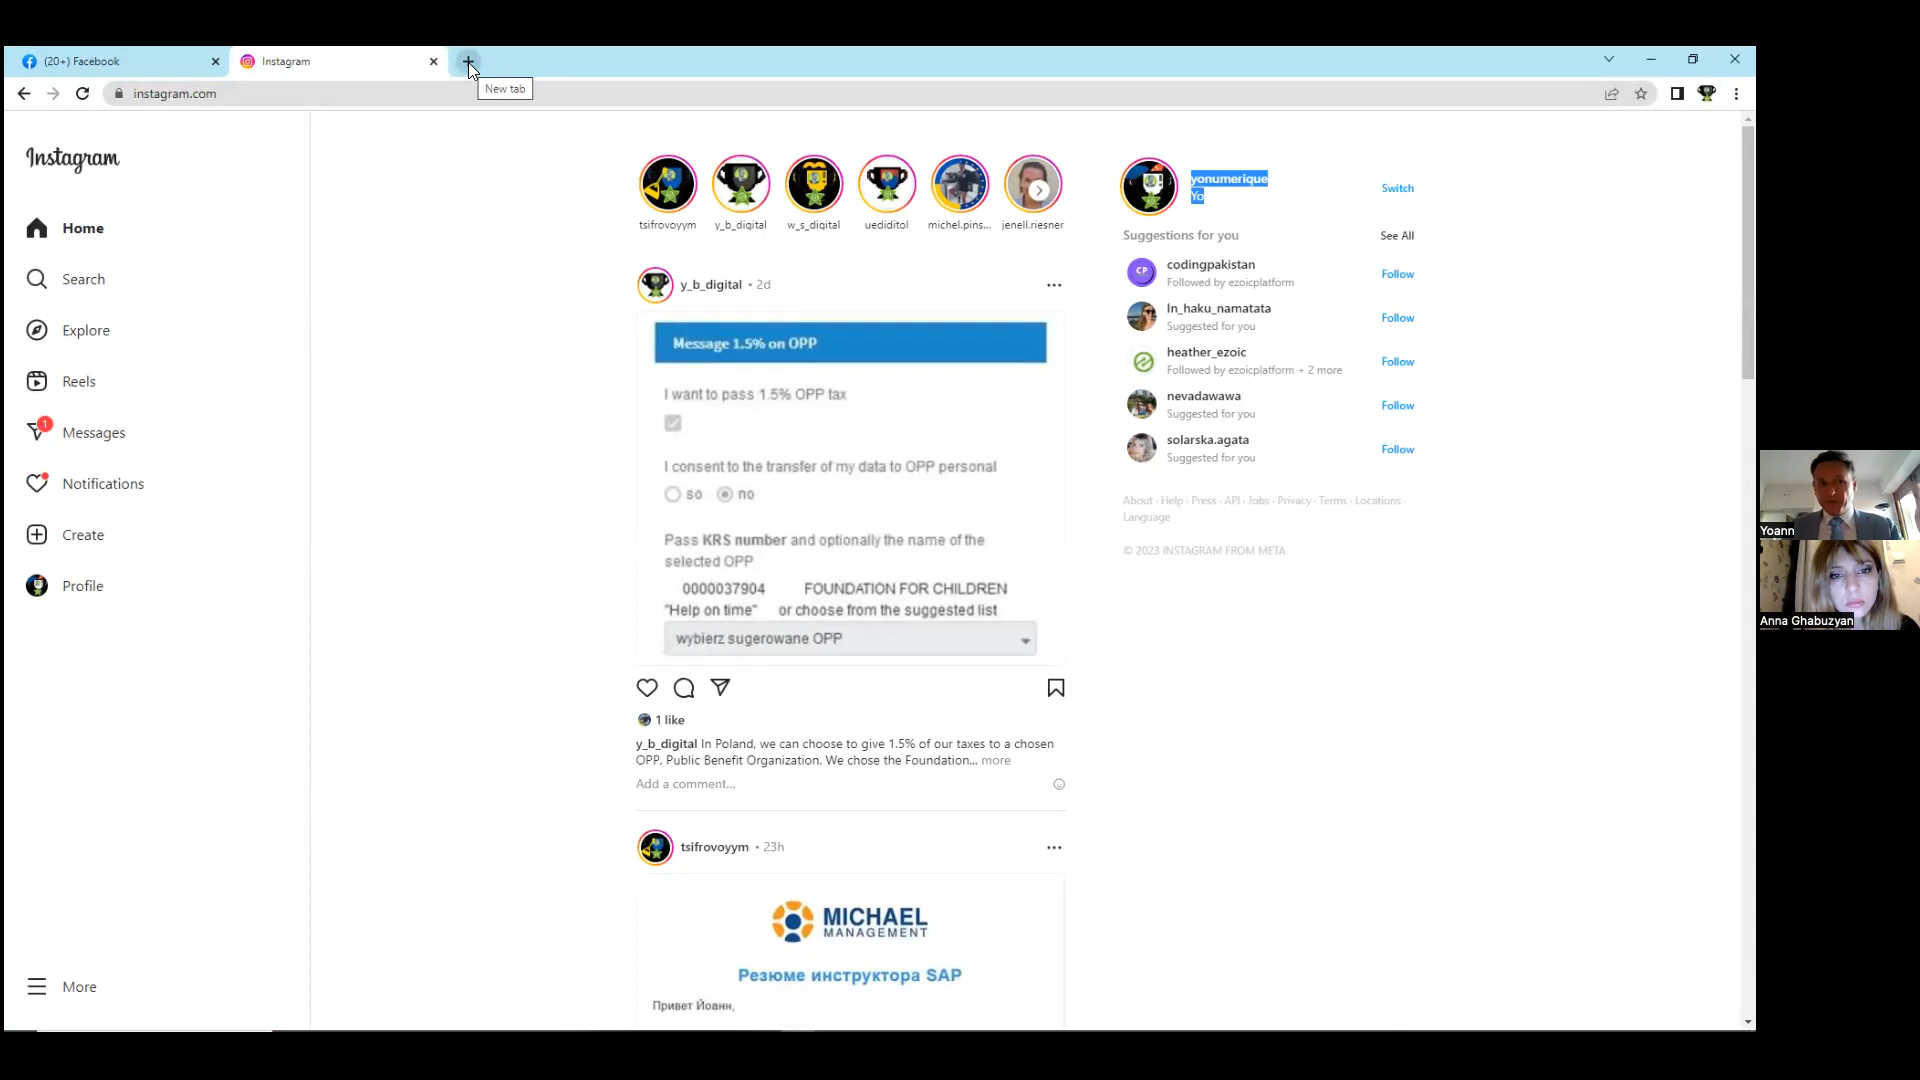 (20+) Facebook
Instagram
New tab
instagram.com
Instagram
Home
Search
Explore
Reels
1
Messages
Notifications
Create
Profile
More
tsifrovoyym
y_b_digital
w_s_digital
uediditol
michel.pins...
jenell.riesner
y_b_digital • 2d
Message 1.5% on OPP
I want to pass 1.5% OPP tax
I consent to the transfer of my data to OPP personal
so no
Pass KRS number and optionally the name of the
selected OPP
0000037904 FOUNDATION FOR CHILDREN
"Help on time" or choose from the suggested list
wybierz sugerowane OPP
1 like
y_b_digital In Poland, we can choose to give 1.5% of our taxes to a chosen
OPP, Public Benefit Organization. We chose the Foundation... more
Add a comment...
tsifrovoyym • 23h
MICHAEL
MANAGEMENT
Резюме инструктора SAP
Привет Йоанн,
yonumerique
Yo
Switch
Suggestions for you
See All
CP
codingpakistan
Followed by ezoicplatform
Follow
ln_haku_namatata
Suggested for you
Follow
heather_ezoic
Followed by ezoicplatform + 2 more
Follow
nevadawawa
Suggested for you
Follow
solarska.agata
Suggested for you
Follow
About · Help · Press · API · Jobs · Privacy · Terms · Locations ·
Language
© 2023 INSTAGRAM FROM META
Yoann
Anna Ghabuzyan